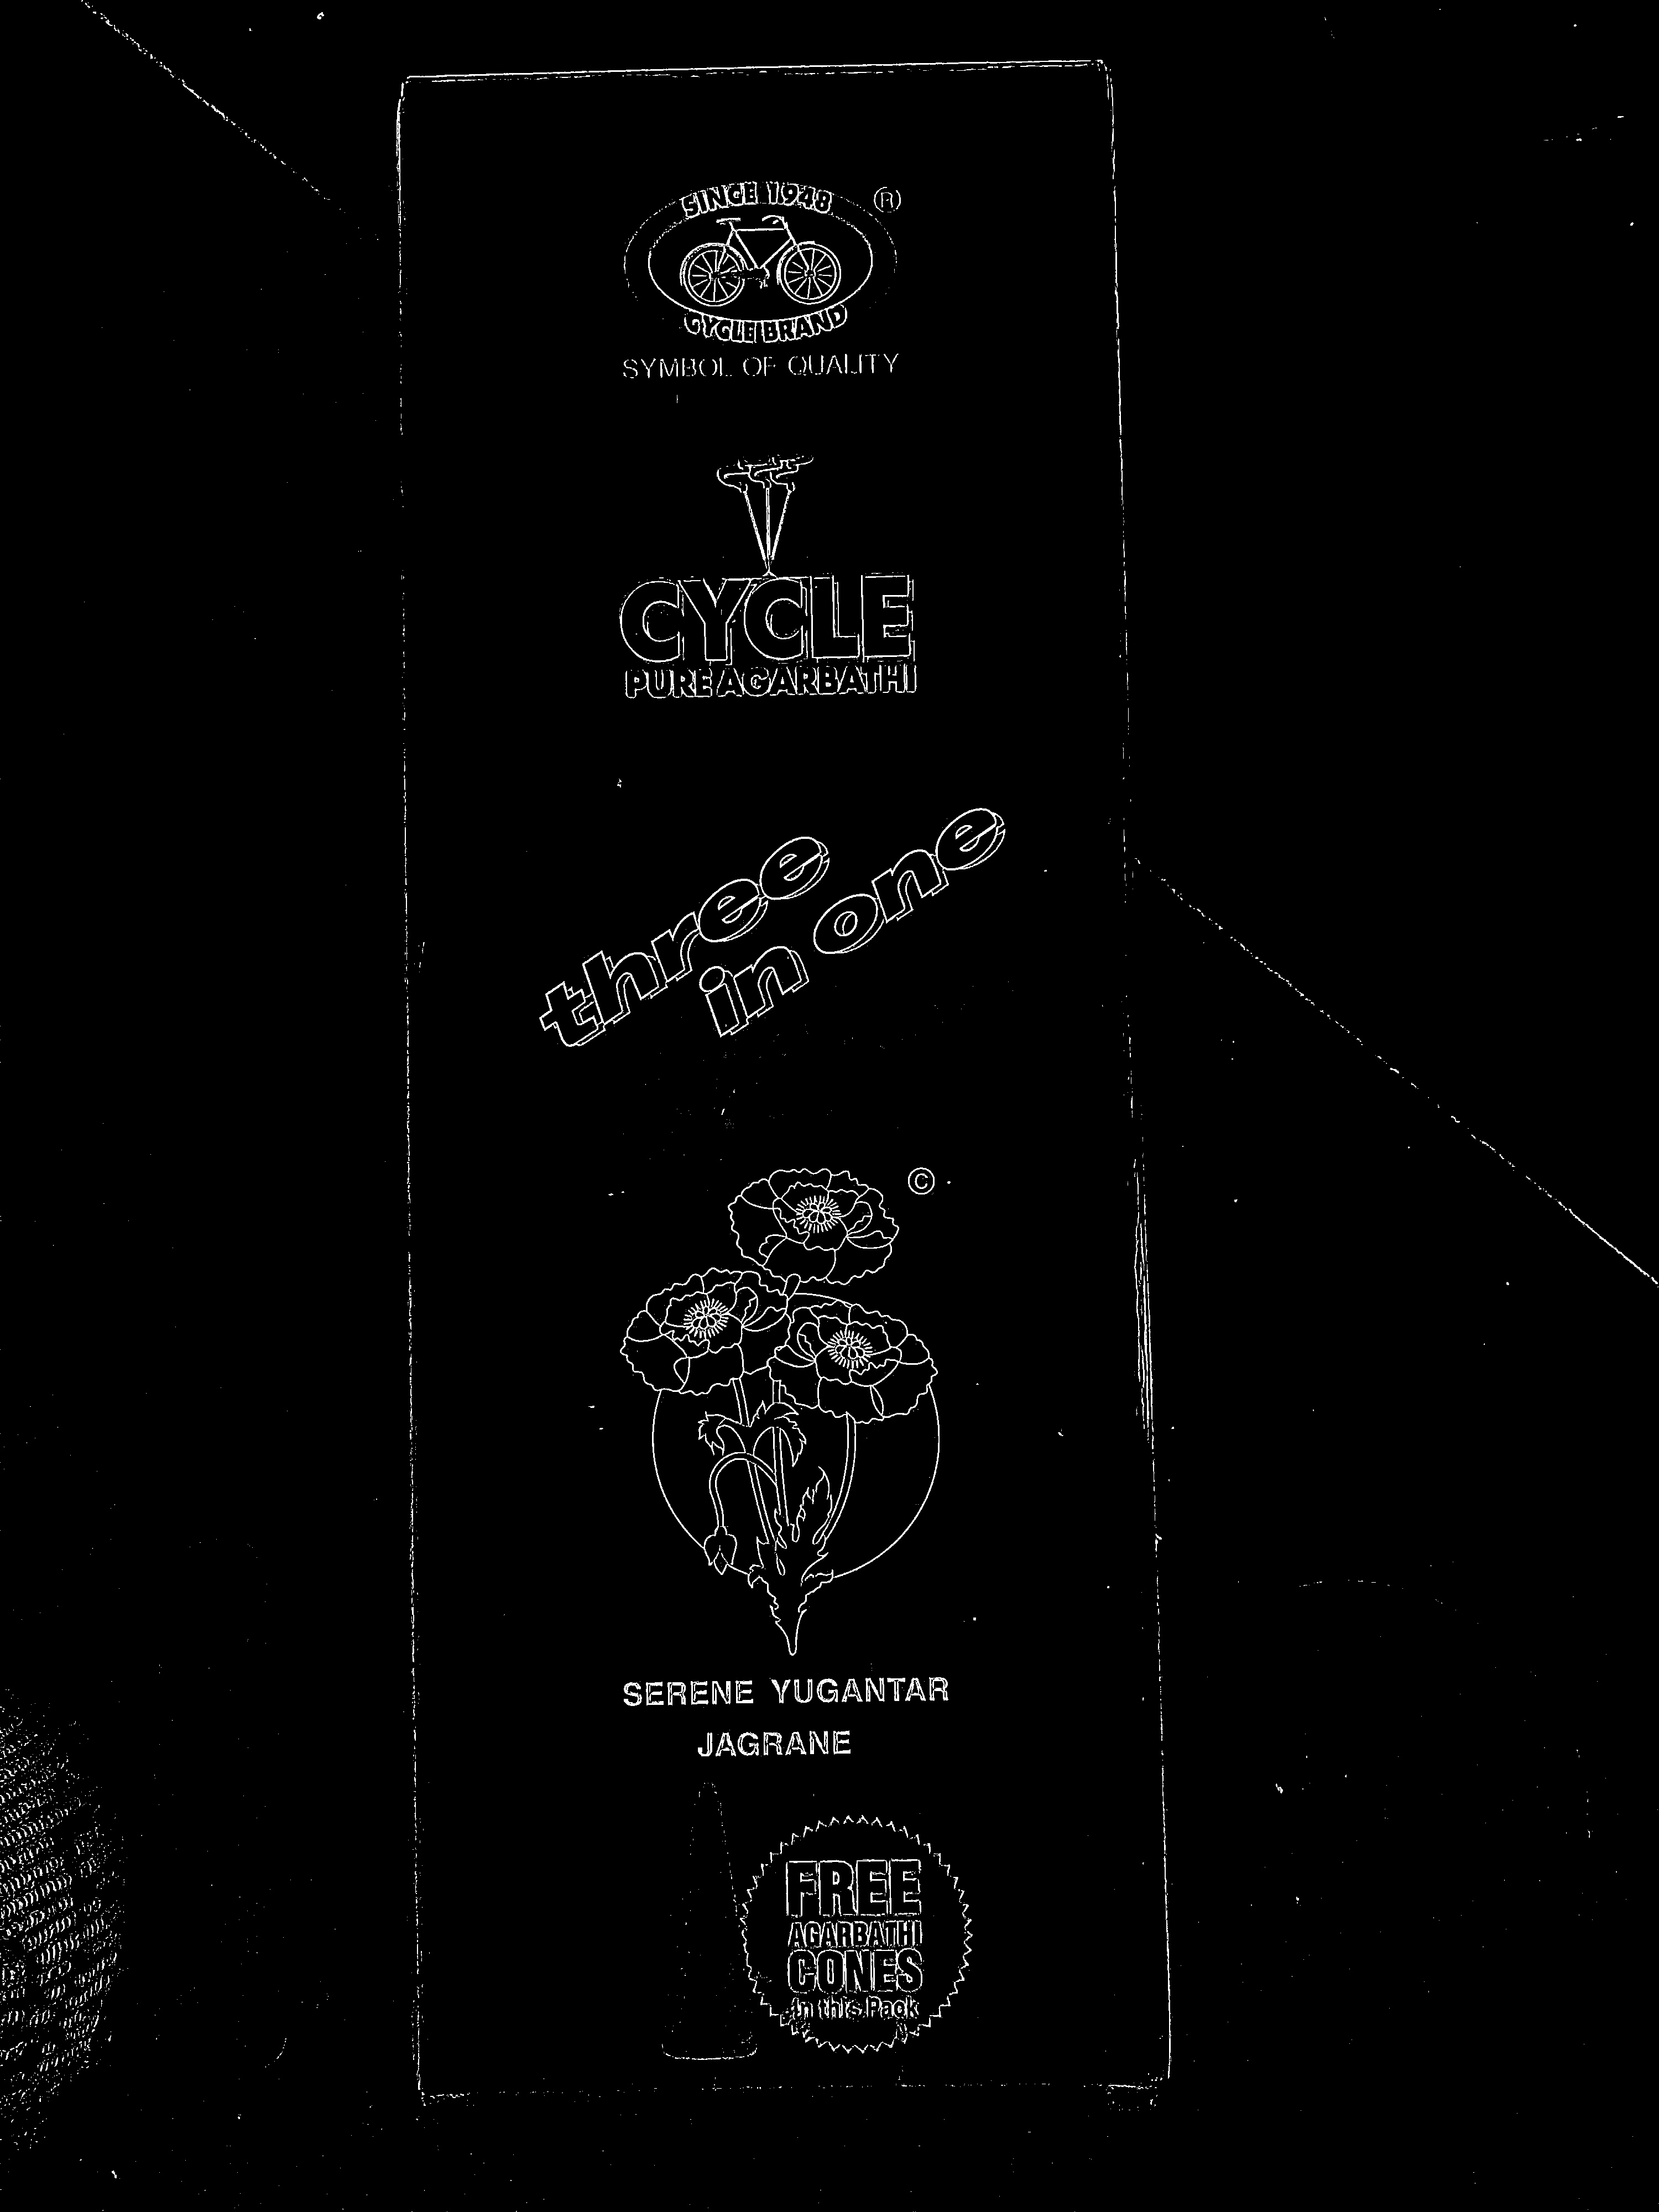 SINCE 1948
®
CYCLE BRAND
SYMBOL OF QUALITY
CYCLE
PURE AGARBATHI
three
in one
©
SERENE YUGANTAR
JAGRANE
FREE
AGARBATHI
CONES
in this Pack